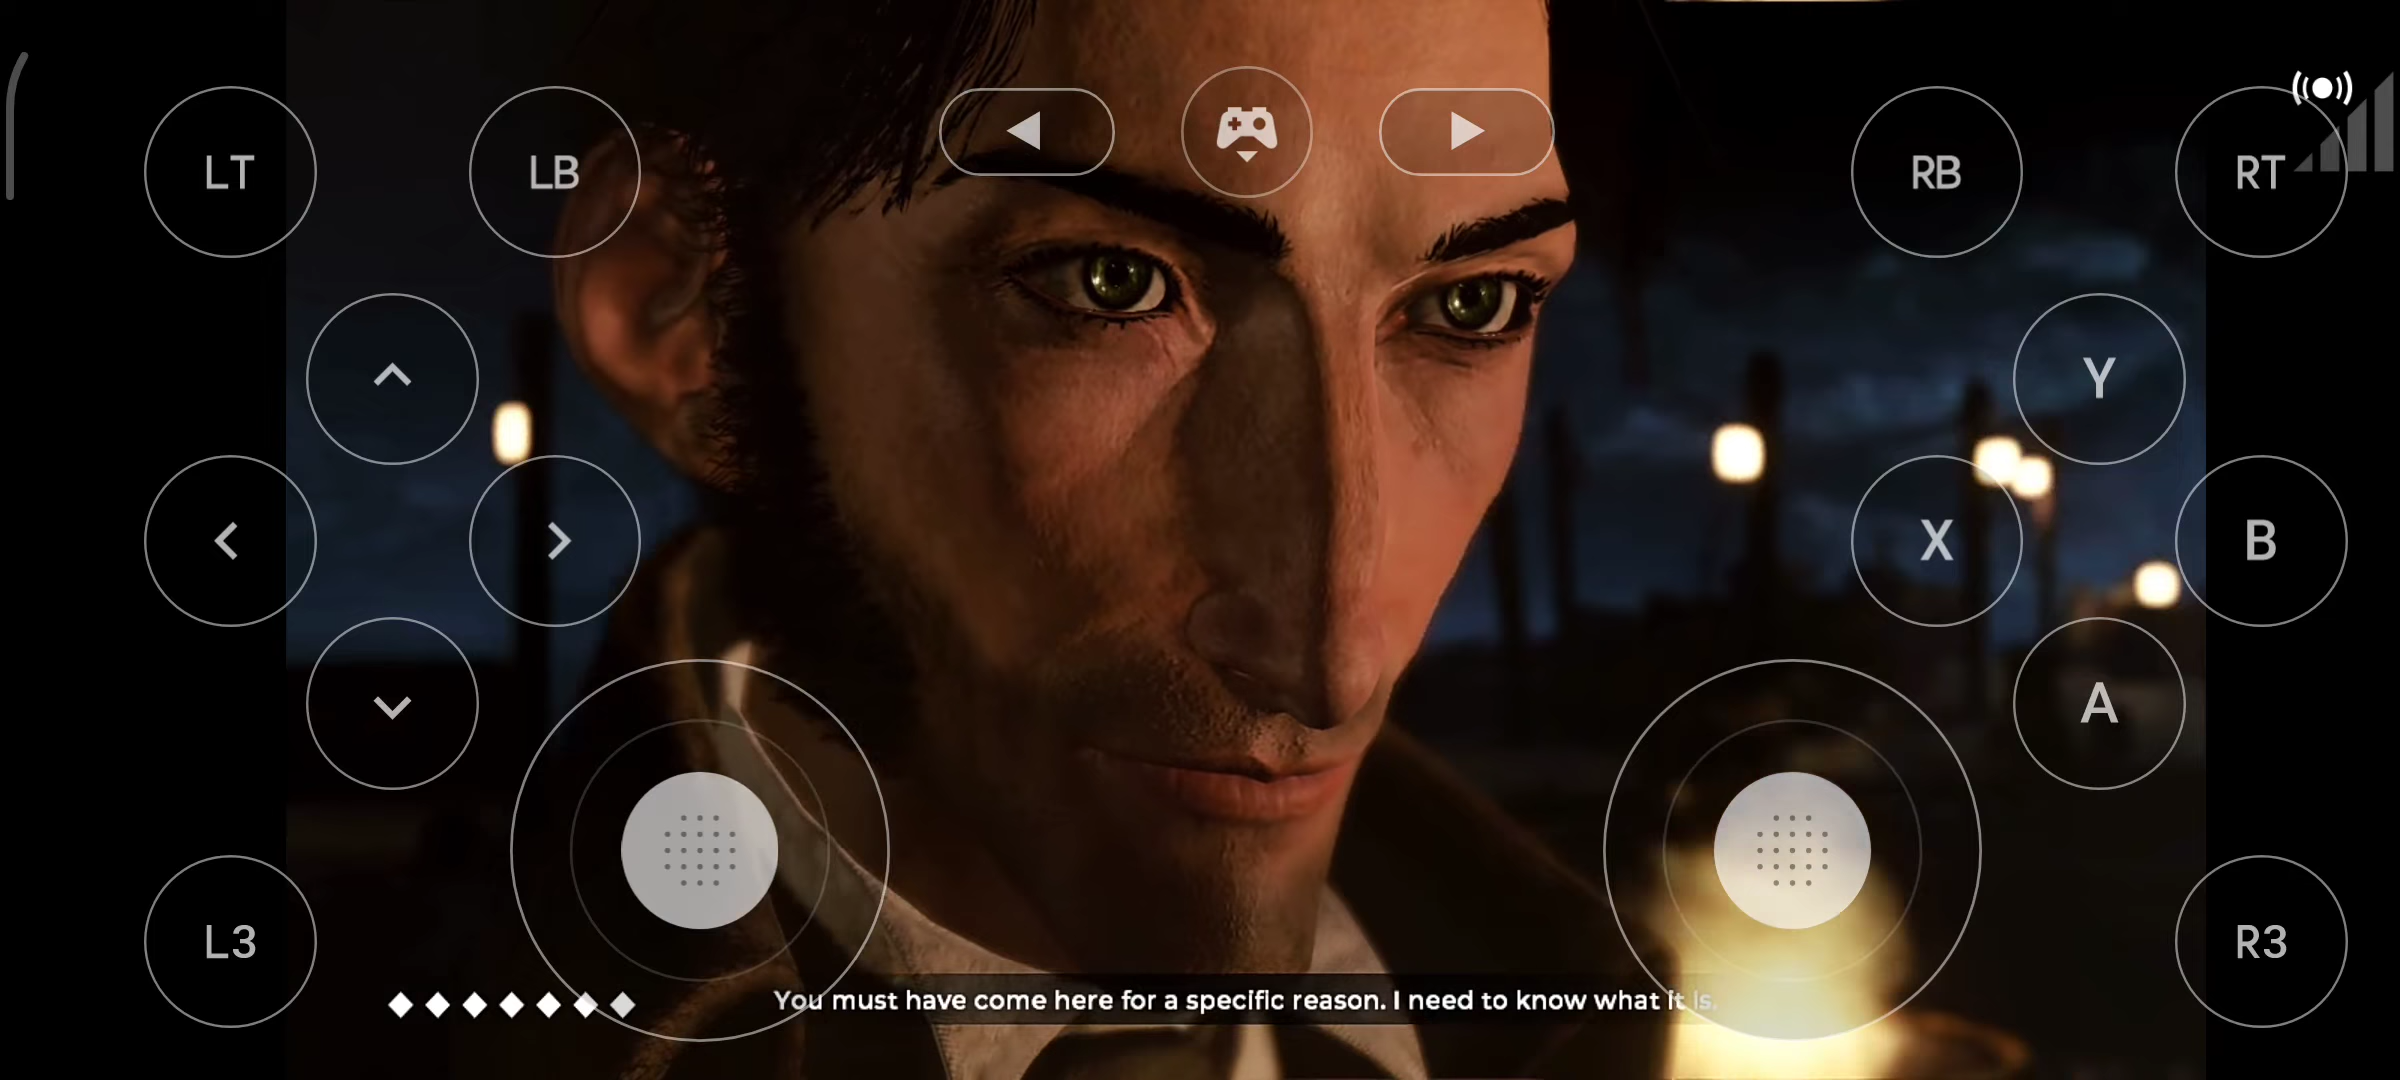 LT
LB
RB
RT
Y
X
B
A
L3
R3
You must have come here for a specific reason. I need to know what it is.